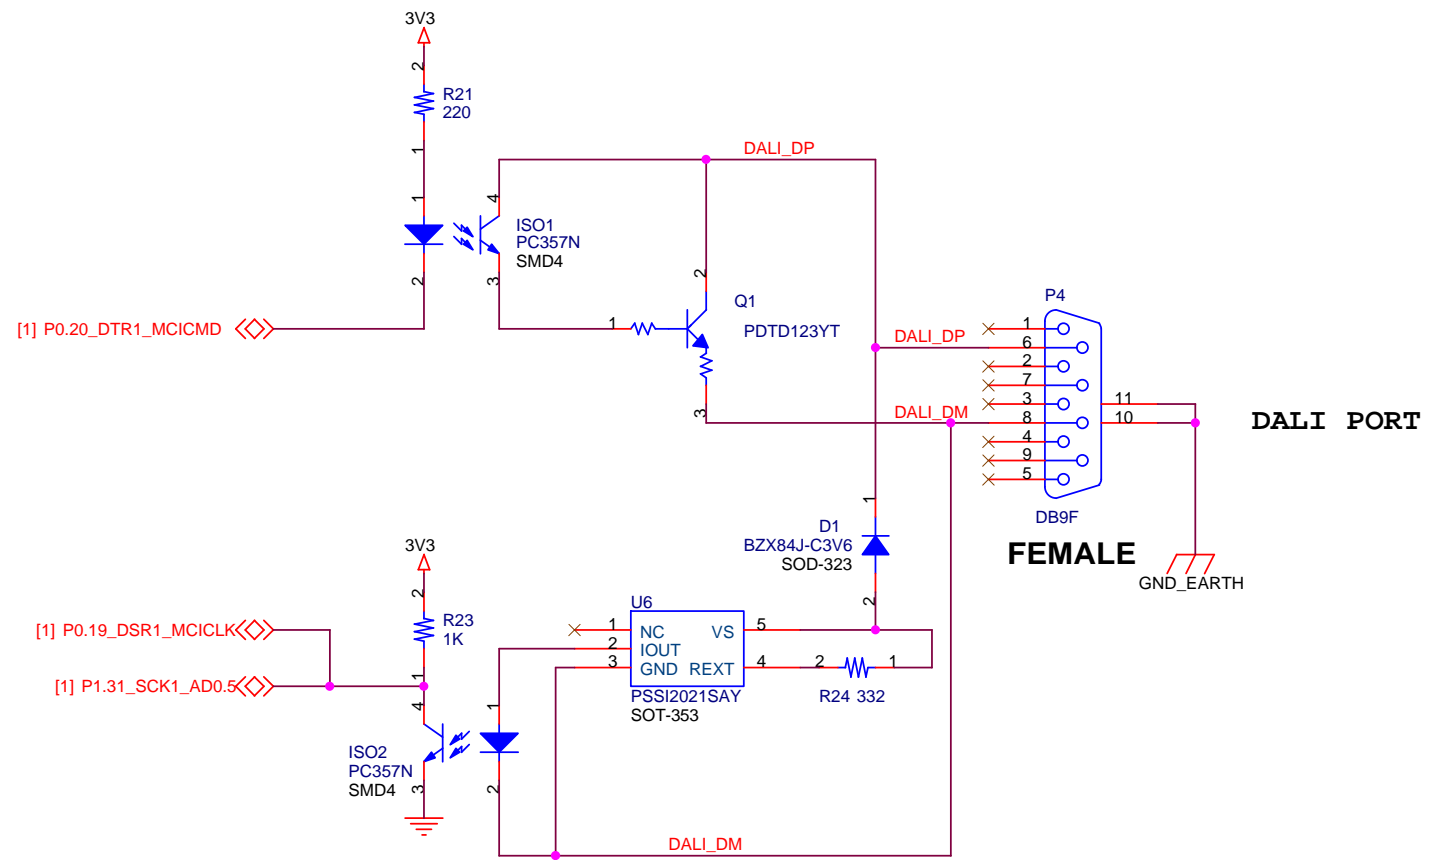 3V3
2
R21
220
1
DALI_DP
1
4
ISO1
PC357N
SMD4
2
3
2
Q1
P4
[1] P0.20_DTR1_MCICMD
1
PDTD123YT
DALI_DP
1
6
2
7
3
8
4
9
5
11
10
DALI_DM
3
DALI PORT
1
D1
BZX84J-C3V6
SOD-323
2
DB9F
FEMALE
GND_EARTH
3V3
2
R23
1K
1
[1] P0.19_DSR1_MCICLK
[1] P1.31_SCK1_AD0.5
U6
1 NC VS 5
2 IOUT
3 GND REXT 4
2 1
PSSI2021SAY
SOT-353
R24 332
4
1
ISO2
PC357N
SMD4
3
2
DALI_DM